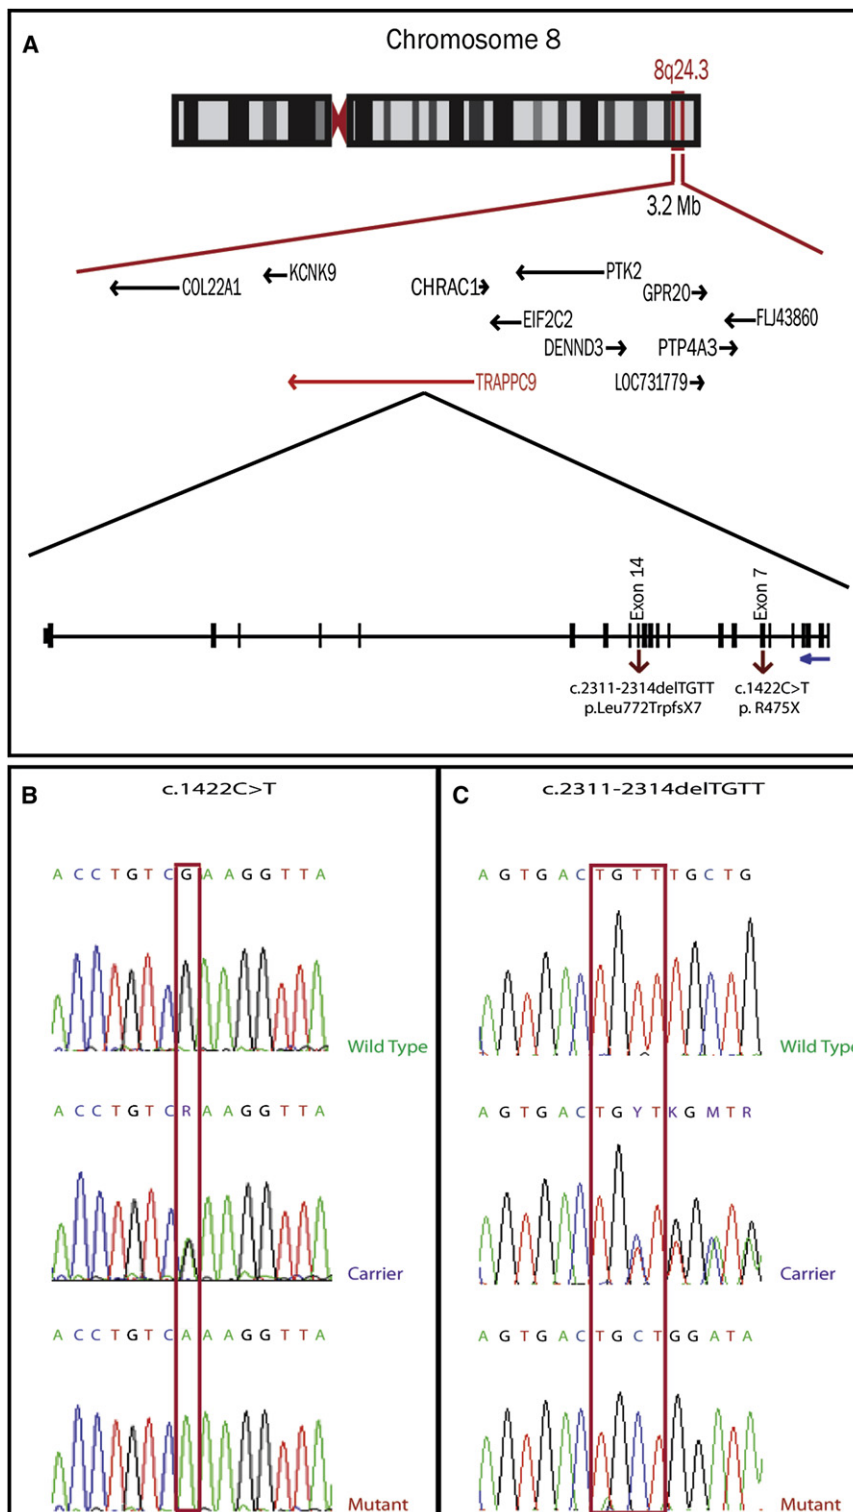 A
Chromosome 8
8q24.3
3.2 Mb
COL22A1
KCNK9
CHRAC1
PTK2
GPR20
EIF2C2
FLJ43860
DENND3
PTP4A3
TRAPPC9
LOC731779
Exon 14
Exon 7
c.2311-2314delTGTT
p.Leu772TrpfsX7
c.1422C>T
p. R475X
B
c.1422C>T
A C C T G T C G A A G G T T A
Wild Type
A C C T G T C R A A G G T T A
Carrier
A C C T G T C A A A G G T T A
Mutant
C
c.2311-2314delTGTT
A G T G A C T G T T T G C T G
Wild Type
A G T G A C T G Y T K G M T R
Carrier
A G T G A C T G C T G G A T A
Mutant